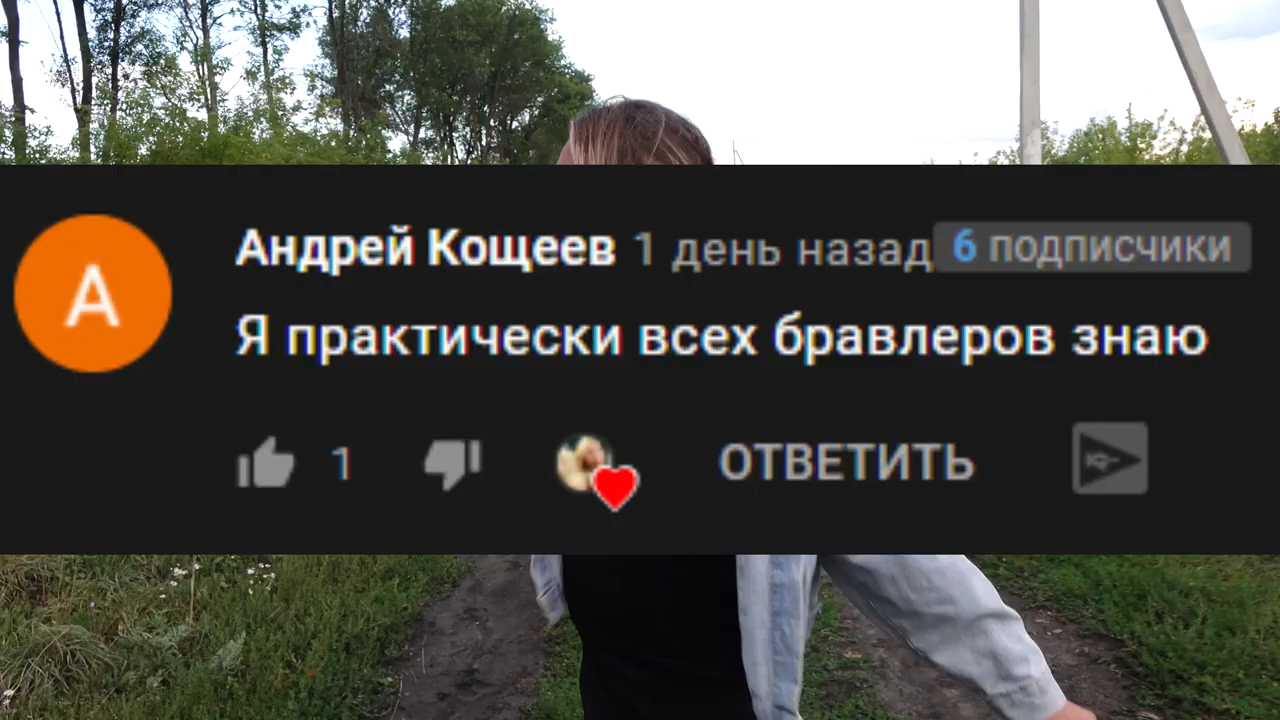 А
Андрей Кощеев 1 день назад 6 подписчики
Я практически всех бравлеров знаю
1 ОТВЕТИТЬ